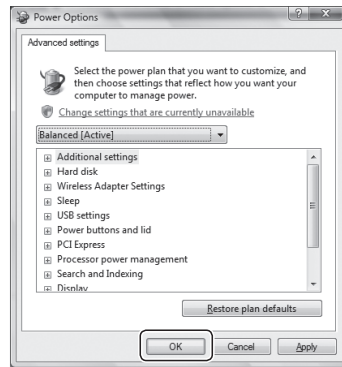 Power Options
Advanced settings
Select the power plan that you want to customize, and
then choose settings that reflect how you want your
computer to manage power.
Change settings that are currently unavailable
Balanced [Active]
Additional settings
Hard disk
Wireless Adapter Settings
Sleep
USB settings
Power buttons and lid
PCI Express
Processor power management
Search and Indexing
Display
Restore plan defaults
OK Cancel Apply